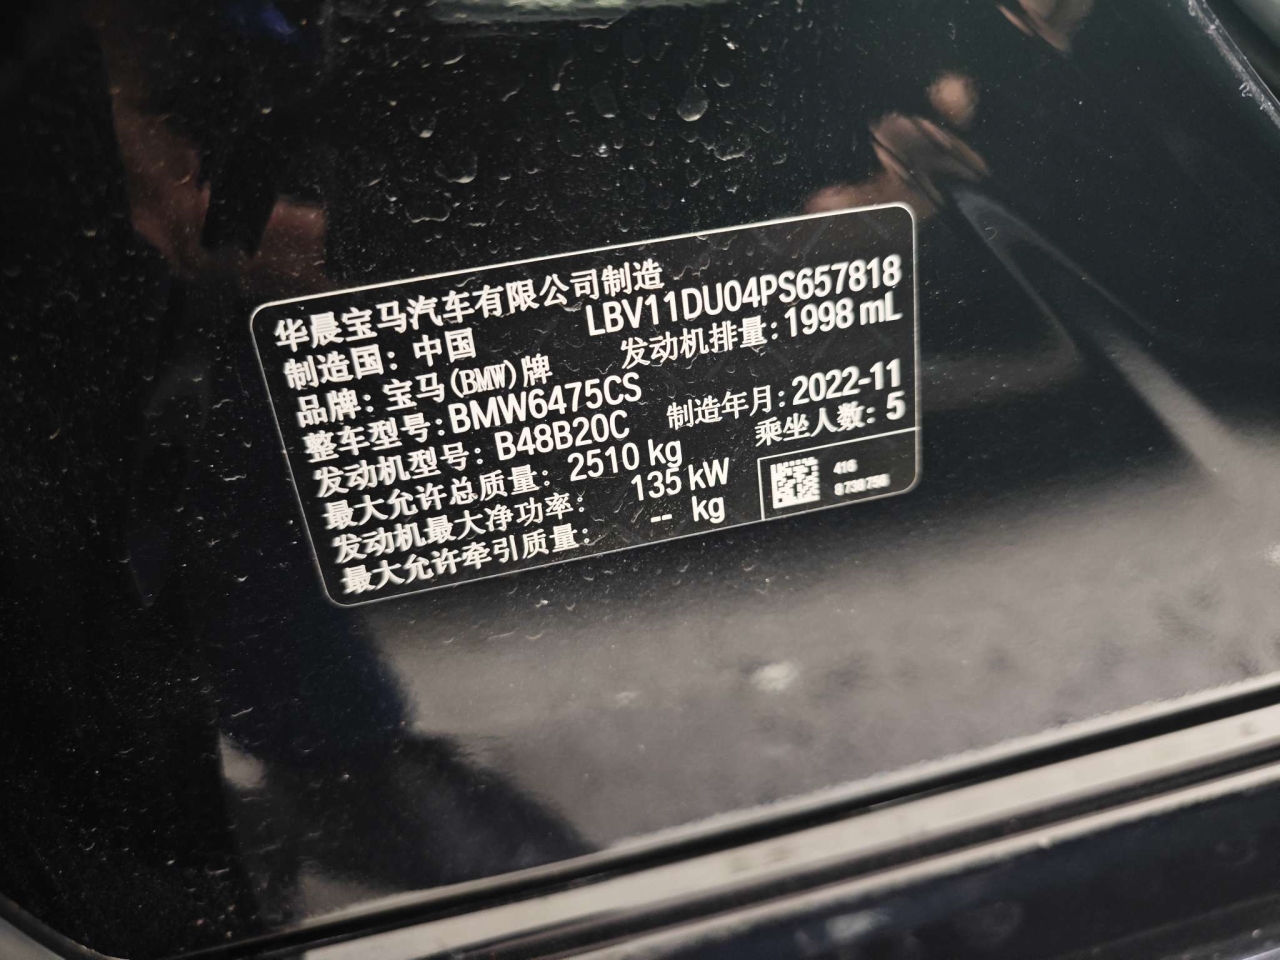 华晨宝马汽车有限公司制造
制造国：中国 LBV11DU04PS657818
品牌：宝马(BMW)牌 发动机排量：1998 mL
整车型号：BMW6475CS
发动机型号：B48B20C 制造年月：2022-11
最大允许总质量：2510 kg 乘坐人数：5
发动机最大净功率：135 kW
最大允许牵引质量：-- kg
416